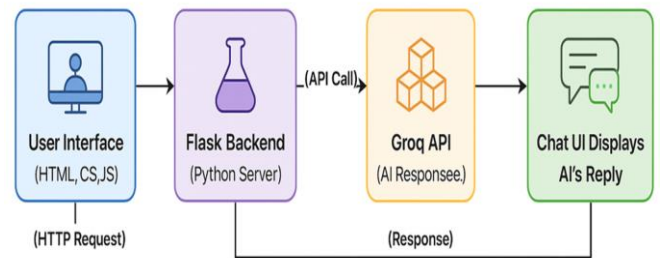 User Interface
(HTML, CS,JS)
(HTTP Request)
Flask Backend
(Python Server)
(API Call)
Groq API
(AI Responsee.)
Chat UI Displays
AI's Reply
(Response)